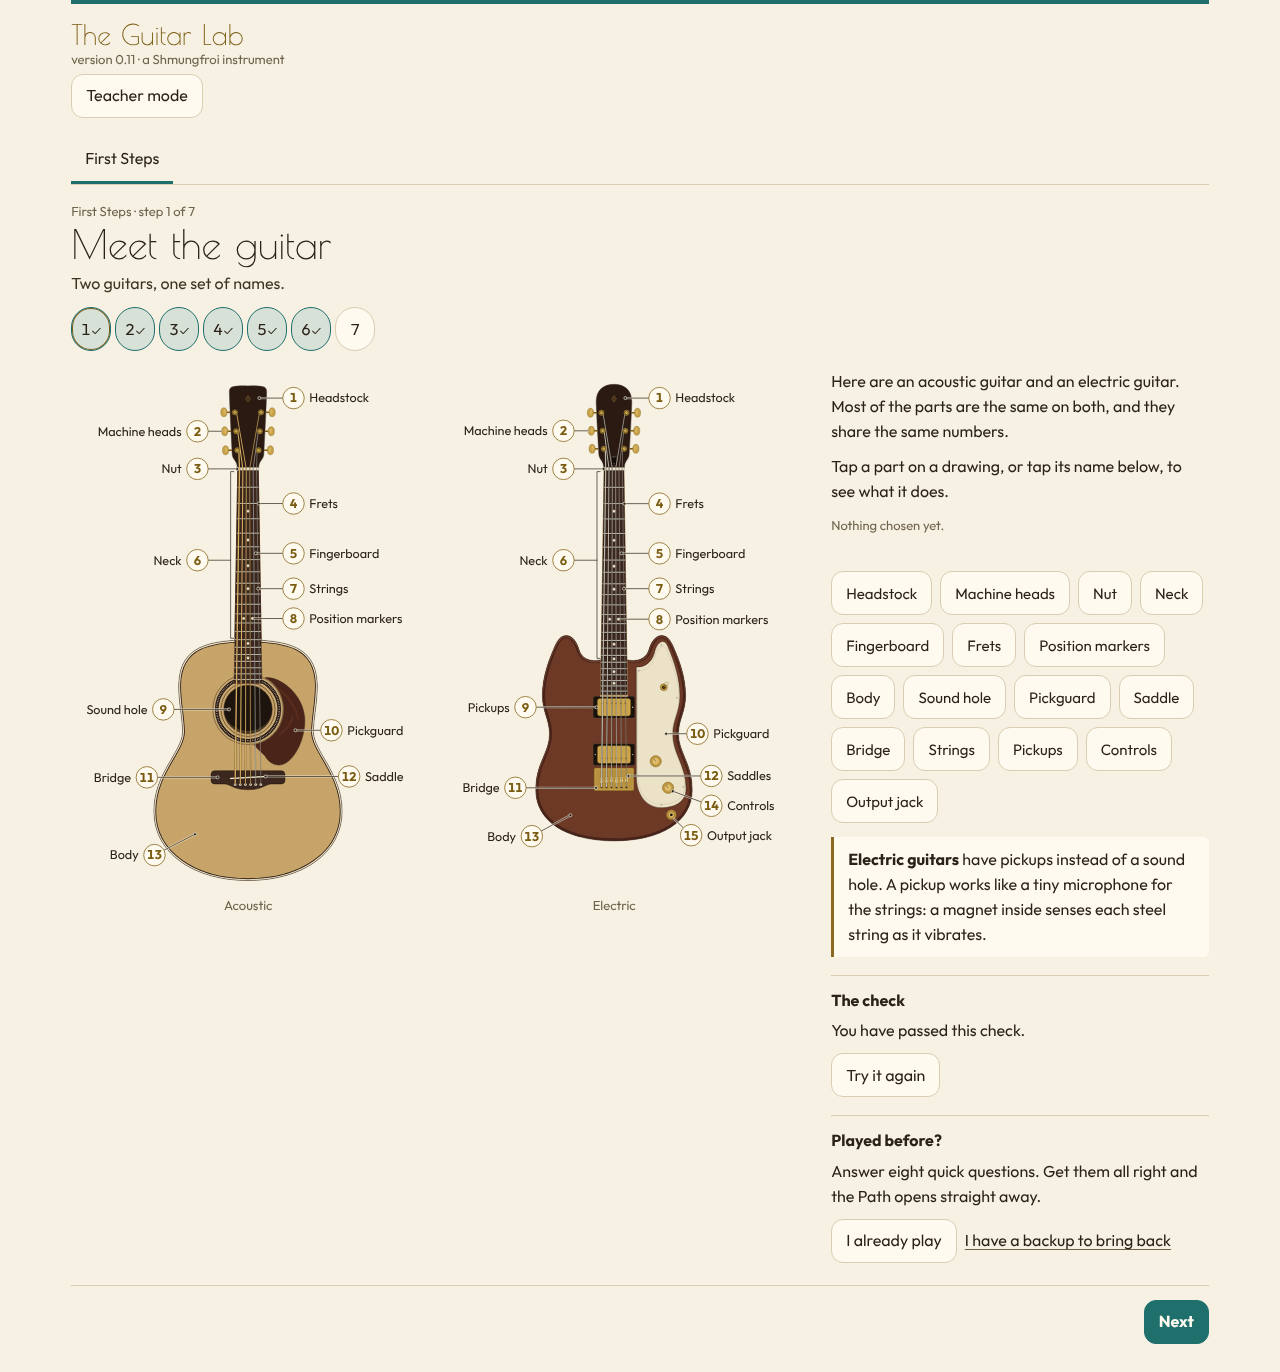 The Guitar Lab
version 0.11 · a Shmungfroi instrument
Teacher mode
First Steps
First Steps · step 1 of 7
Meet the guitar
Two guitars, one set of names.
1✓ 2✓ 3✓ 4✓ 5✓ 6✓ 7
1 Headstock
Machine heads 2
Nut 3
4 Frets
5 Fingerboard
Neck 6
7 Strings
8 Position markers
Sound hole 9
10 Pickguard
Bridge 11
12 Saddle
Body 13
Acoustic
1 Headstock
Machine heads 2
Nut 3
4 Frets
5 Fingerboard
Neck 6
7 Strings
8 Position markers
Pickups 9
10 Pickguard
12 Saddles
Bridge 11
14 Controls
Body 13
15 Output jack
Electric
Here are an acoustic guitar and an electric guitar.
Most of the parts are the same on both, and they
share the same numbers.
Tap a part on a drawing, or tap its name below, to
see what it does.
Nothing chosen yet.
Headstock Machine heads Nut Neck
Fingerboard Frets Position markers
Body Sound hole Pickguard Saddle
Bridge Strings Pickups Controls
Output jack
Electric guitars have pickups instead of a sound
hole. A pickup works like a tiny microphone for
the strings: a magnet inside senses each steel
string as it vibrates.
The check
You have passed this check.
Try it again
Played before?
Answer eight quick questions. Get them all right and
the Path opens straight away.
I already play I have a backup to bring back
Next